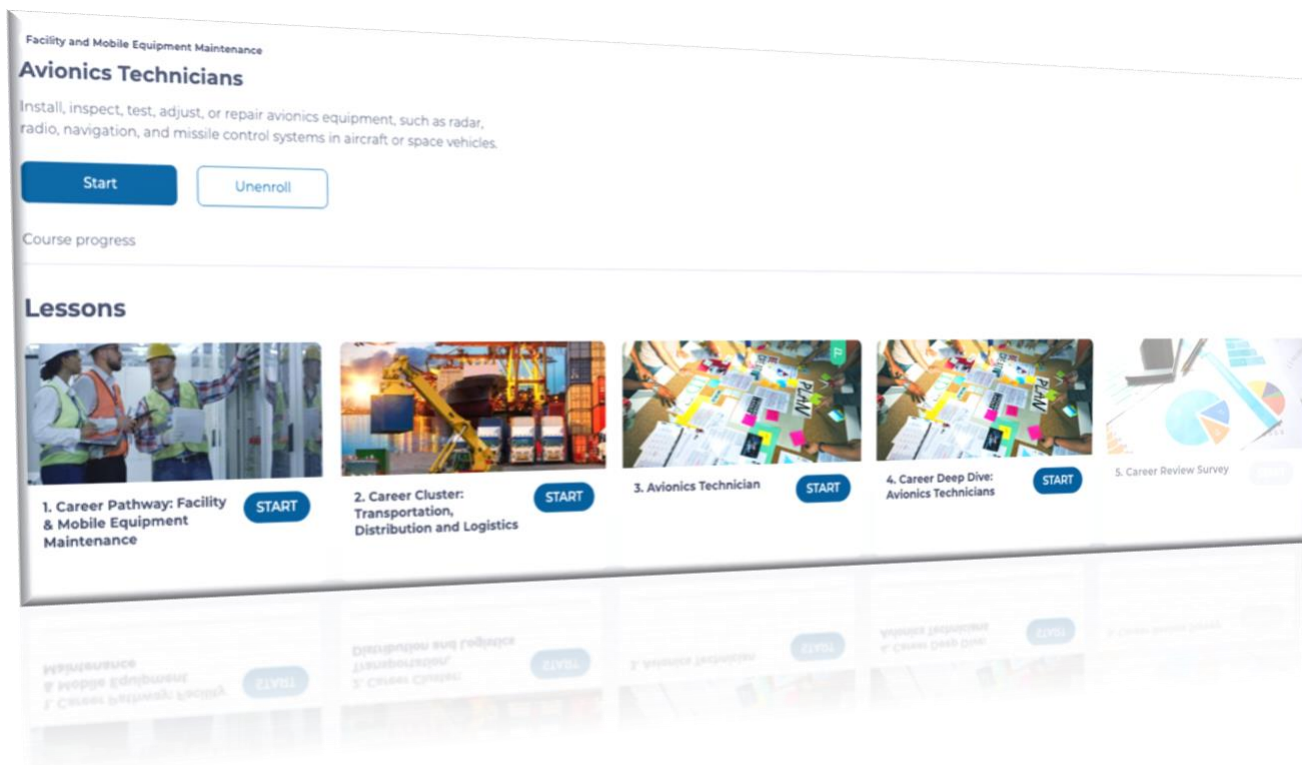 Facility and Mobile Equipment Maintenance
Avionics Technicians
Install, inspect, test, adjust, or repair avionics equipment, such as radar,
radio, navigation, and missile control systems in aircraft or space vehicles.
Start
Unenroll
Course progress
Lessons
PLAN
PLAN
1. Career Pathway: Facility
& Mobile Equipment
Maintenance
START
2. Career Cluster:
Transportation,
Distribution and Logistics
START
3. Avionics Technician
START
4. Career Deep Dive:
Avionics Technicians
START
5. Career Review Survey